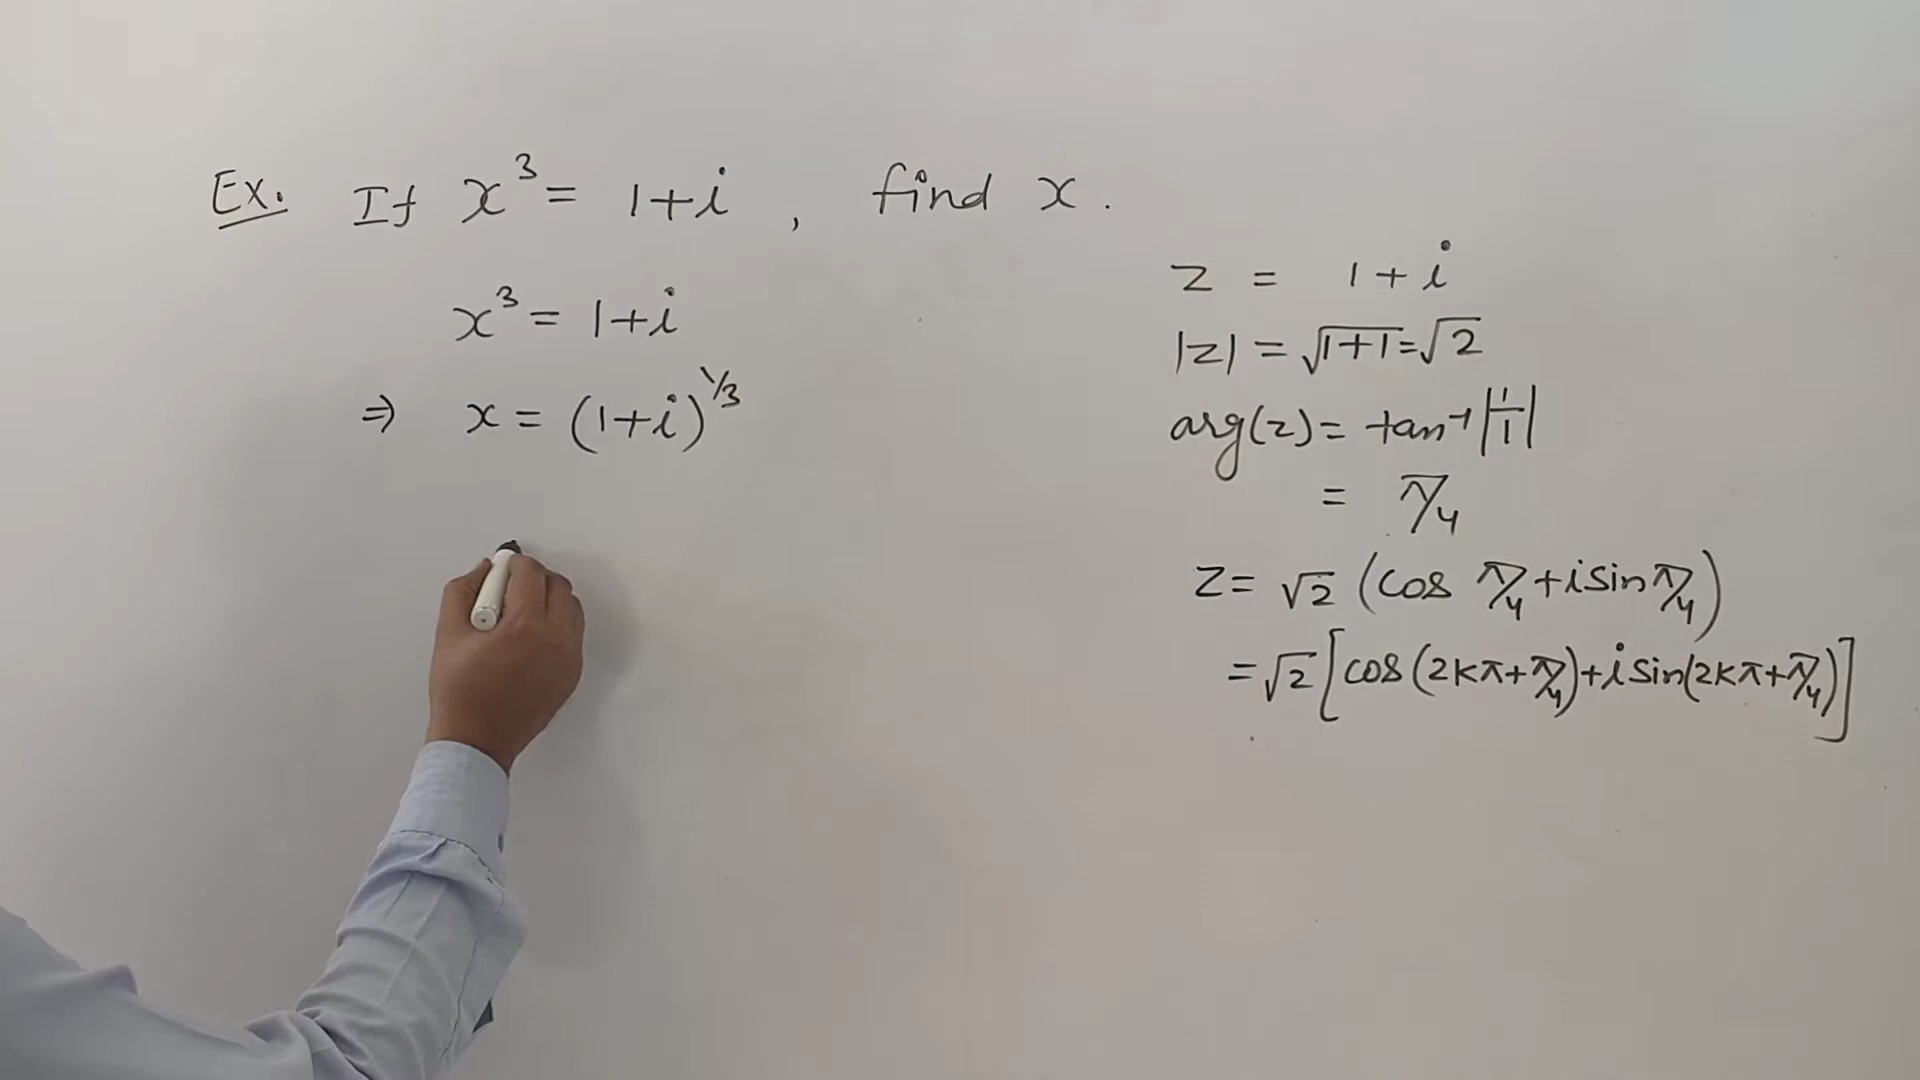 Ex. If x³ = 1+i , find x .
x³ = 1+i
⇒ x = (1+i)^1/3
z = 1+i
|z| = √1+1 = √2
arg(z) = tan⁻¹|1/1|
= π/4
z = √2 (cos π/4 + i sin π/4)
= √2 [cos (2kπ+π/4) + i sin (2kπ+π/4)]